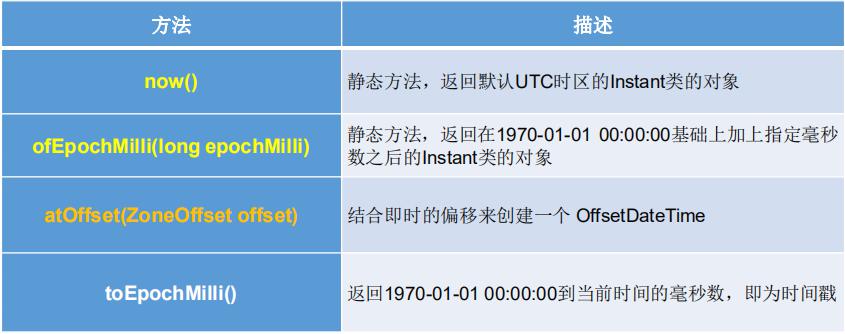 方法
描述
now()
静态方法，返回默认UTC时区的Instant类的对象
ofEpochMilli(long epochMilli)
静态方法，返回在1970-01-01 00:00:00基础上加上指定毫秒
数之后的Instant类的对象
atOffset(ZoneOffset offset)
结合即时的偏移来创建一个 OffsetDateTime
toEpochMilli()
返回1970-01-01 00:00:00到当前时间的毫秒数，即为时间戳